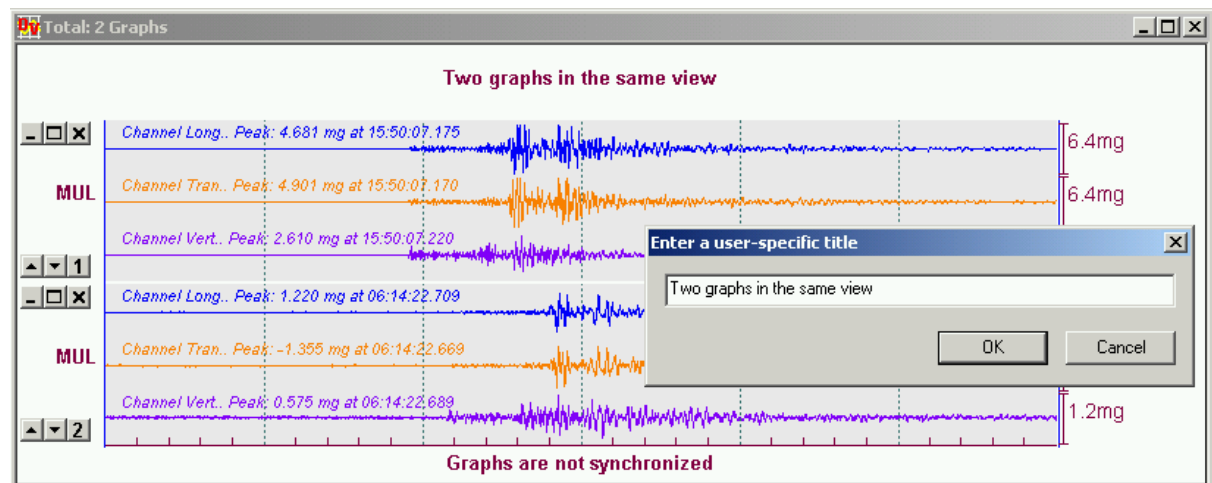 Total: 2 Graphs
Two graphs in the same view
Channel Long.. Peak: 4.681 mg at 15:50:07.175
6.4mg
MUL
Channel Tran.. Peak: 4.901 mg at 15:50:07.170
6.4mg
Channel Vert.. Peak: 2.610 mg at 15:50:07.220
1
Enter a user-specific title
Two graphs in the same view
OK
Cancel
Channel Long.. Peak: 1.220 mg at 06:14:22.709
MUL
Channel Tran.. Peak: -1.355 mg at 06:14:22.669
Channel Vert.. Peak: 0.575 mg at 06:14:22.689
1.2mg
2
Graphs are not synchronized